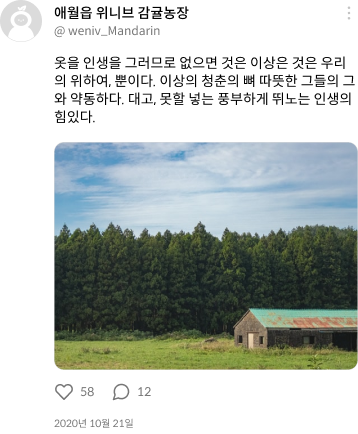 애월읍 위니브 감귤농장
@ weniv_Mandarin
옷을 인생을 그러므로 없으면 것은 이상은 것은 우리
의 위하여, 뿐이다. 이상의 청춘의 뼈 따뜻한 그들의 그
와 약동하다. 대고, 못할 넣는 풍부하게 뛰노는 인생의
힘있다.
58
12
2020년 10월 21일